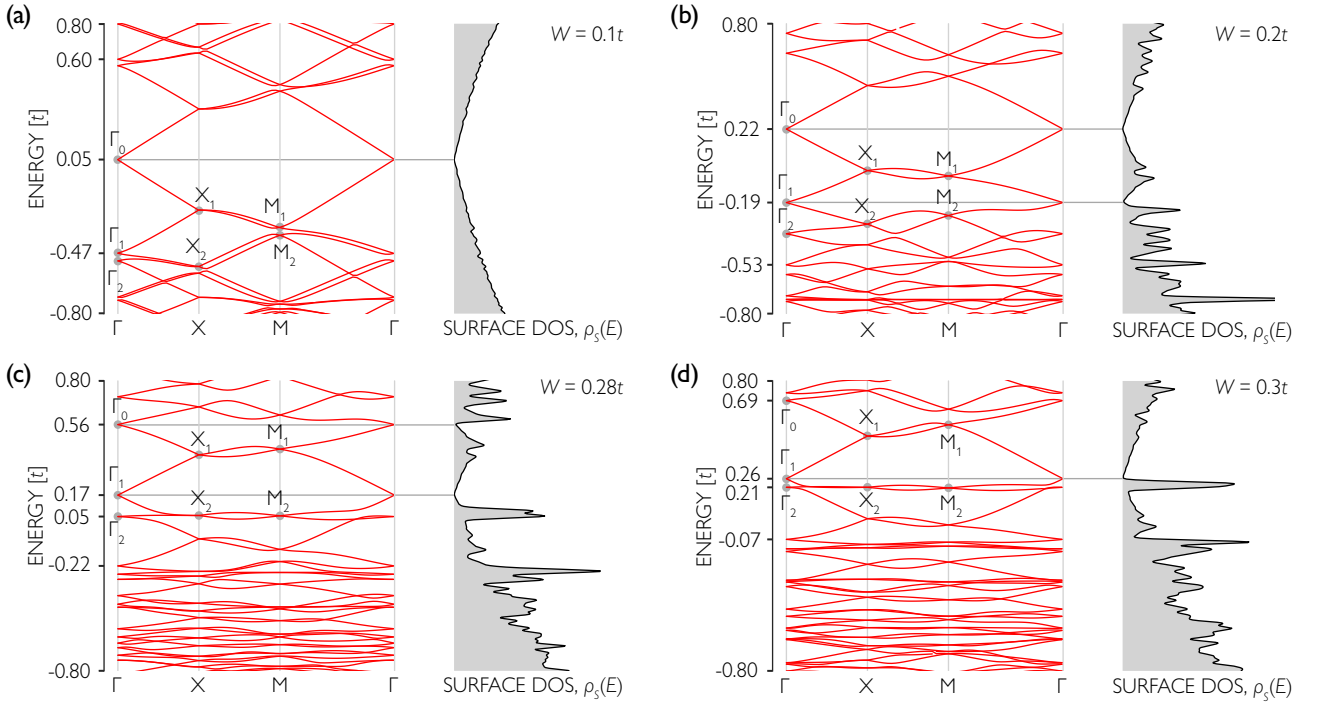 (a)
W = 0.1t
ENERGY [t]
0.80
0.60
0.05
-0.47
-0.80
Γ0
Γ1
Γ2
X1
X2
M1
M2
Γ X M Γ
SURFACE DOS, ρS(E)
(b)
W = 0.2t
ENERGY [t]
0.80
0.22
-0.19
-0.53
-0.80
Γ0
Γ1
Γ2
X1
X2
M1
M2
Γ X M Γ
SURFACE DOS, ρS(E)
(c)
W = 0.28t
ENERGY [t]
0.80
0.56
0.17
0.05
-0.22
-0.80
Γ0
Γ1
Γ2
X1
X2
M1
M2
Γ X M Γ
SURFACE DOS, ρS(E)
(d)
W = 0.3t
ENERGY [t]
0.80
0.69
0.26
0.21
-0.07
-0.80
Γ0
Γ1
Γ2
X1
X2
M1
M2
Γ X M Γ
SURFACE DOS, ρS(E)